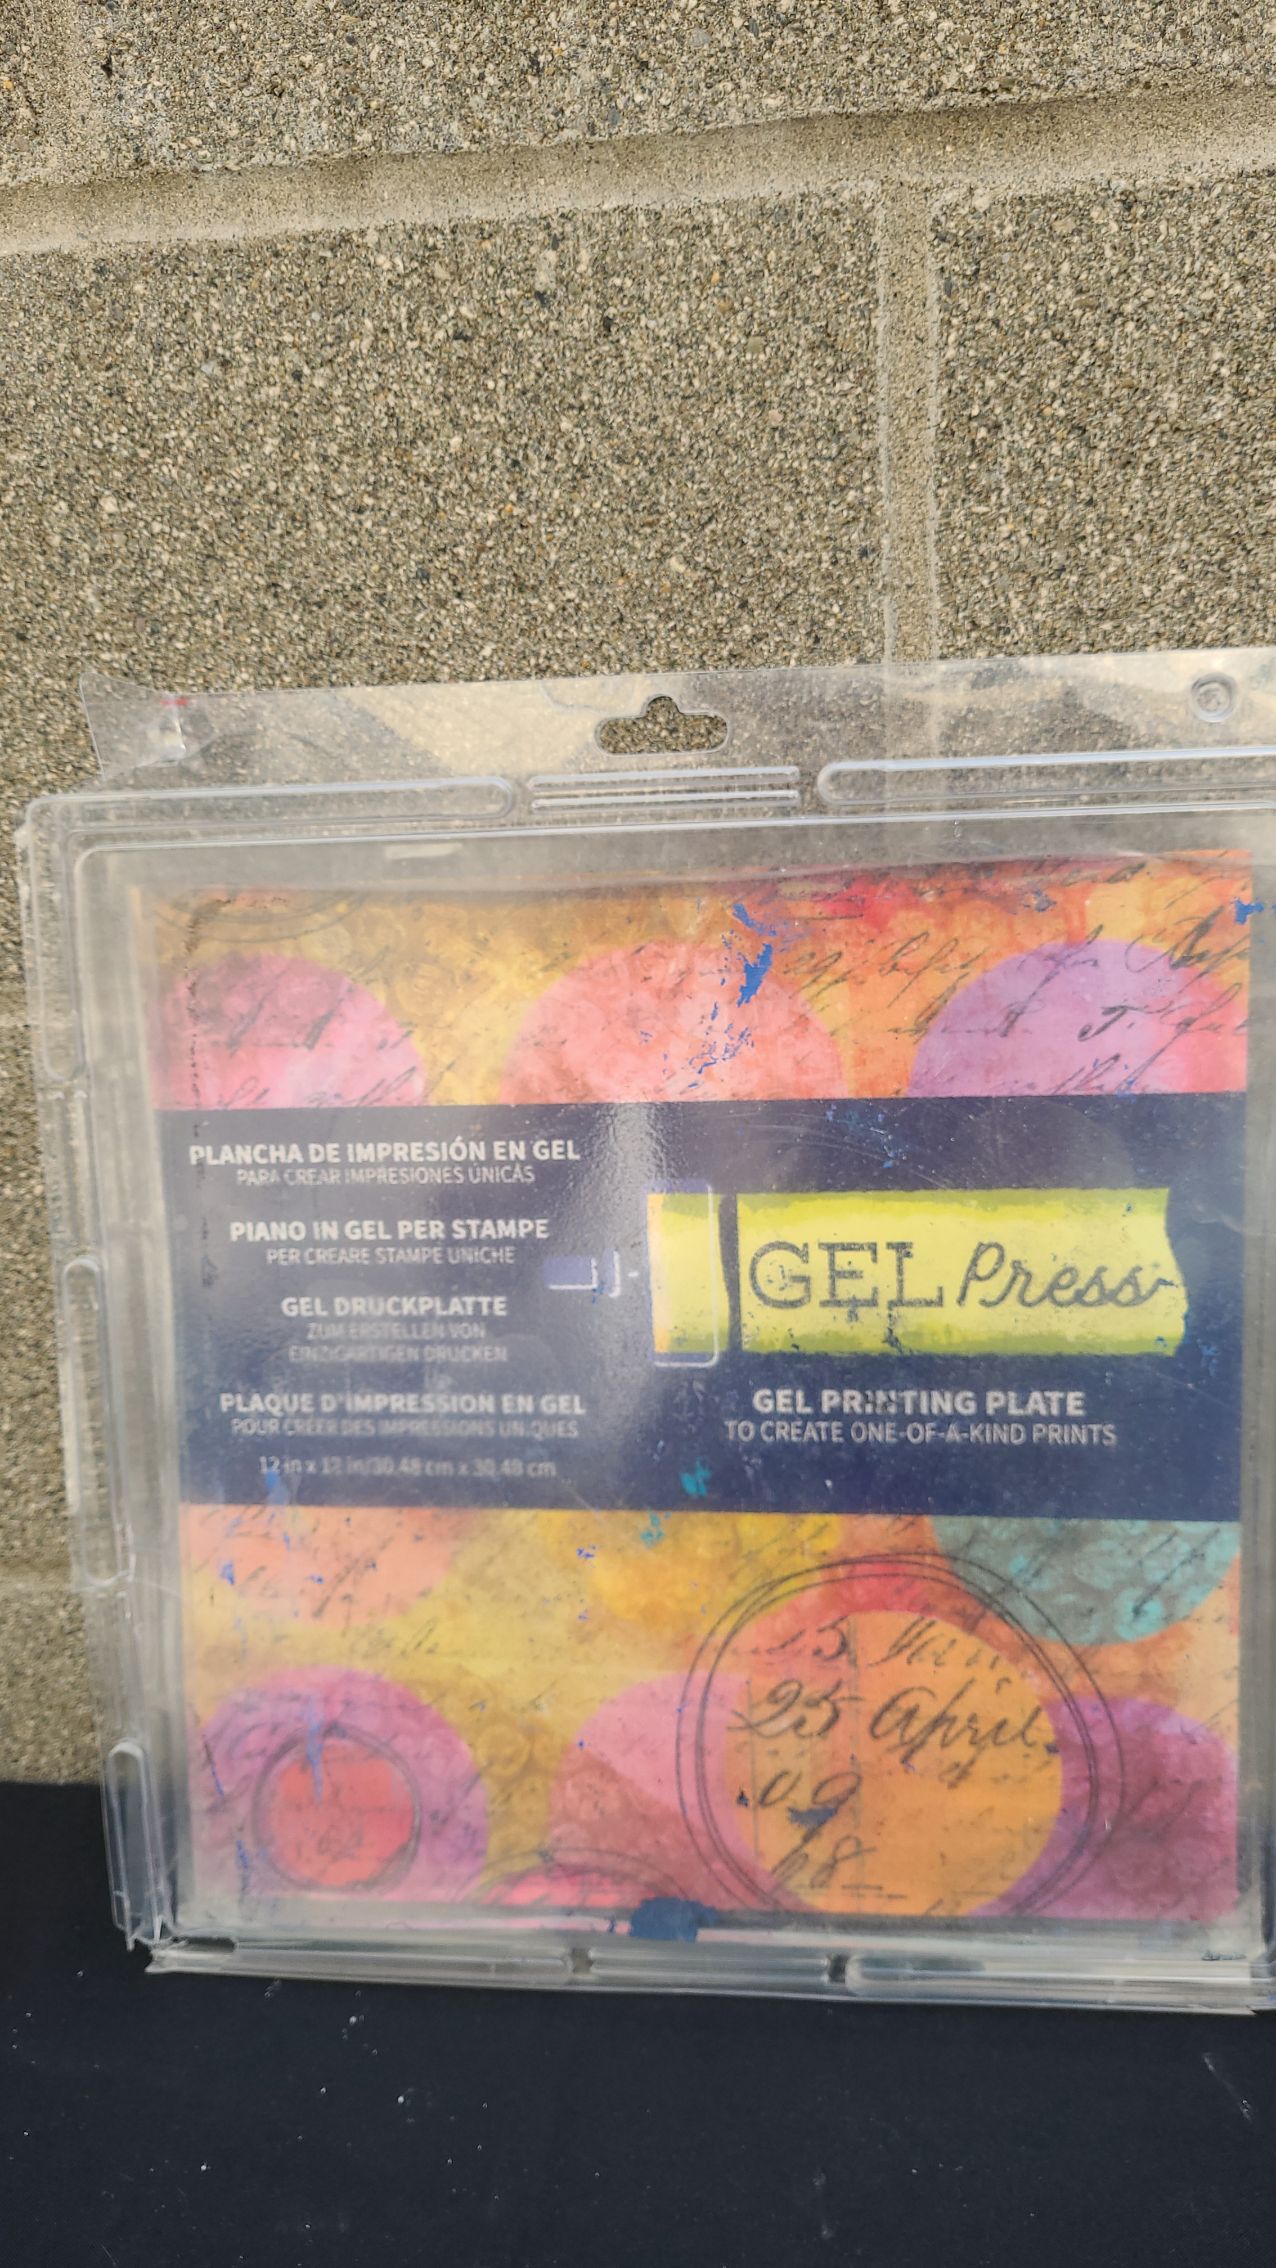 PLANCHA DE IMPRESIÓN EN GEL
PARA CREAR IMPRESIONES ÚNICAS
PIANO IN GEL PER STAMPE
PER CREARE STAMPE UNICHE
GEL DRUCKPLATTE
ZUM ERSTELLEN VON
EINZIGARTIGEN DRUCKEN
PLAQUE D'IMPRESSION EN GEL
POUR CRÉER DES IMPRESSIONS UNIQUES
12 in x 12 in/30.48 cm x 30.48 cm
GEL Press
GEL PRINTING PLATE
TO CREATE ONE-OF-A-KIND PRINTS
25 April.